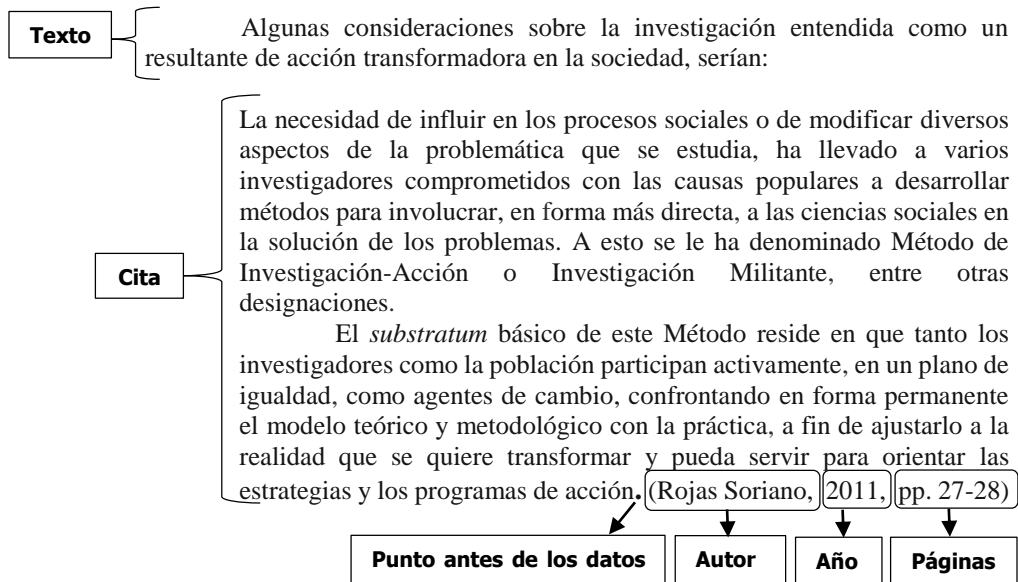 Texto
Algunas consideraciones sobre la investigación entendida como un
resultante de acción transformadora en la sociedad, serían:
La necesidad de influir en los procesos sociales o de modificar diversos
aspectos de la problemática que se estudia, ha llevado a varios
investigadores comprometidos con las causas populares a desarrollar
métodos para involucrar, en forma más directa, a las ciencias sociales en
la solución de los problemas. A esto se le ha denominado Método de
Cita
Investigación-Acción o Investigación Militante, entre otras
designaciones.
El substratum básico de este Método reside en que tanto los
investigadores como la población participan activamente, en un plano de
igualdad, como agentes de cambio, confrontando en forma permanente
el modelo teórico y metodológico con la práctica, a fin de ajustarlo a la
realidad que se quiere transformar y pueda servir para orientar las
estrategias y los programas de acción. (Rojas Soriano, 2011, pp. 27-28)
Punto antes de los datos
Autor
Año
Páginas